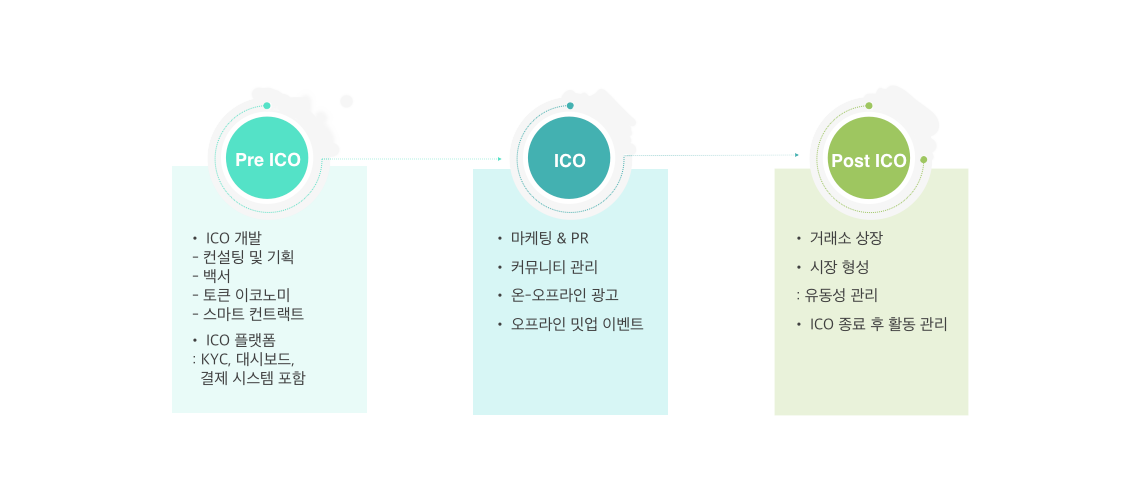 Pre ICO
• ICO 개발
- 컨설팅 및 기획
- 백서
- 토큰 이코노미
- 스마트 컨트랙트
• ICO 플랫폼
: KYC, 대시보드,
결제 시스템 포함
ICO
• 마케팅 & PR
• 커뮤니티 관리
• 온-오프라인 광고
• 오프라인 밋업 이벤트
Post ICO
• 거래소 상장
• 시장 형성
: 유동성 관리
• ICO 종료 후 활동 관리